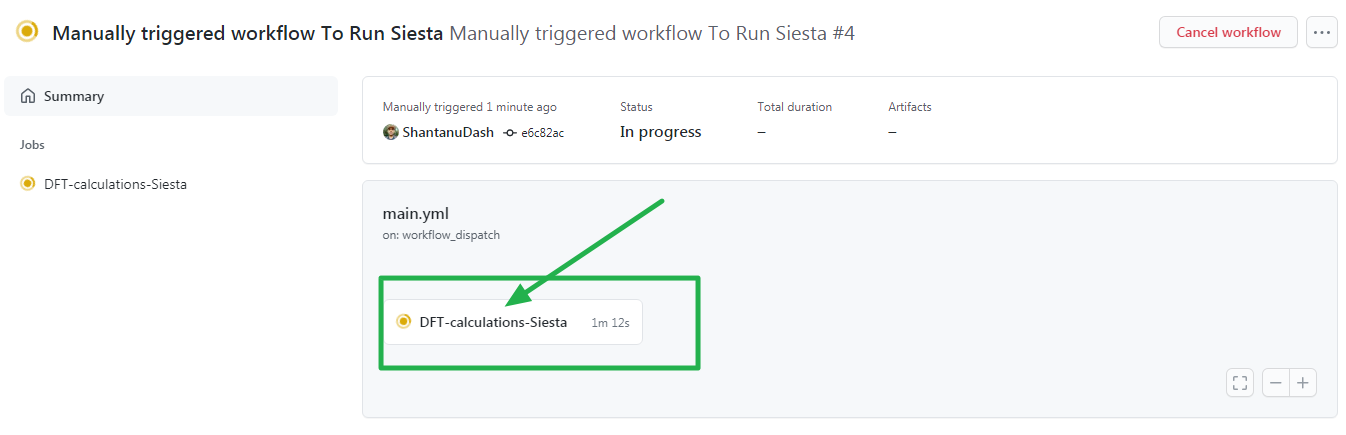 Manually triggered workflow To Run Siesta Manually triggered workflow To Run Siesta #4
Cancel workflow
Summary
Jobs
DFT-calculations-Siesta
Manually triggered 1 minute ago
ShantanuDash e6c82ac
Status
In progress
Total duration
–
Artifacts
–
main.yml
on: workflow_dispatch
DFT-calculations-Siesta 1m 12s